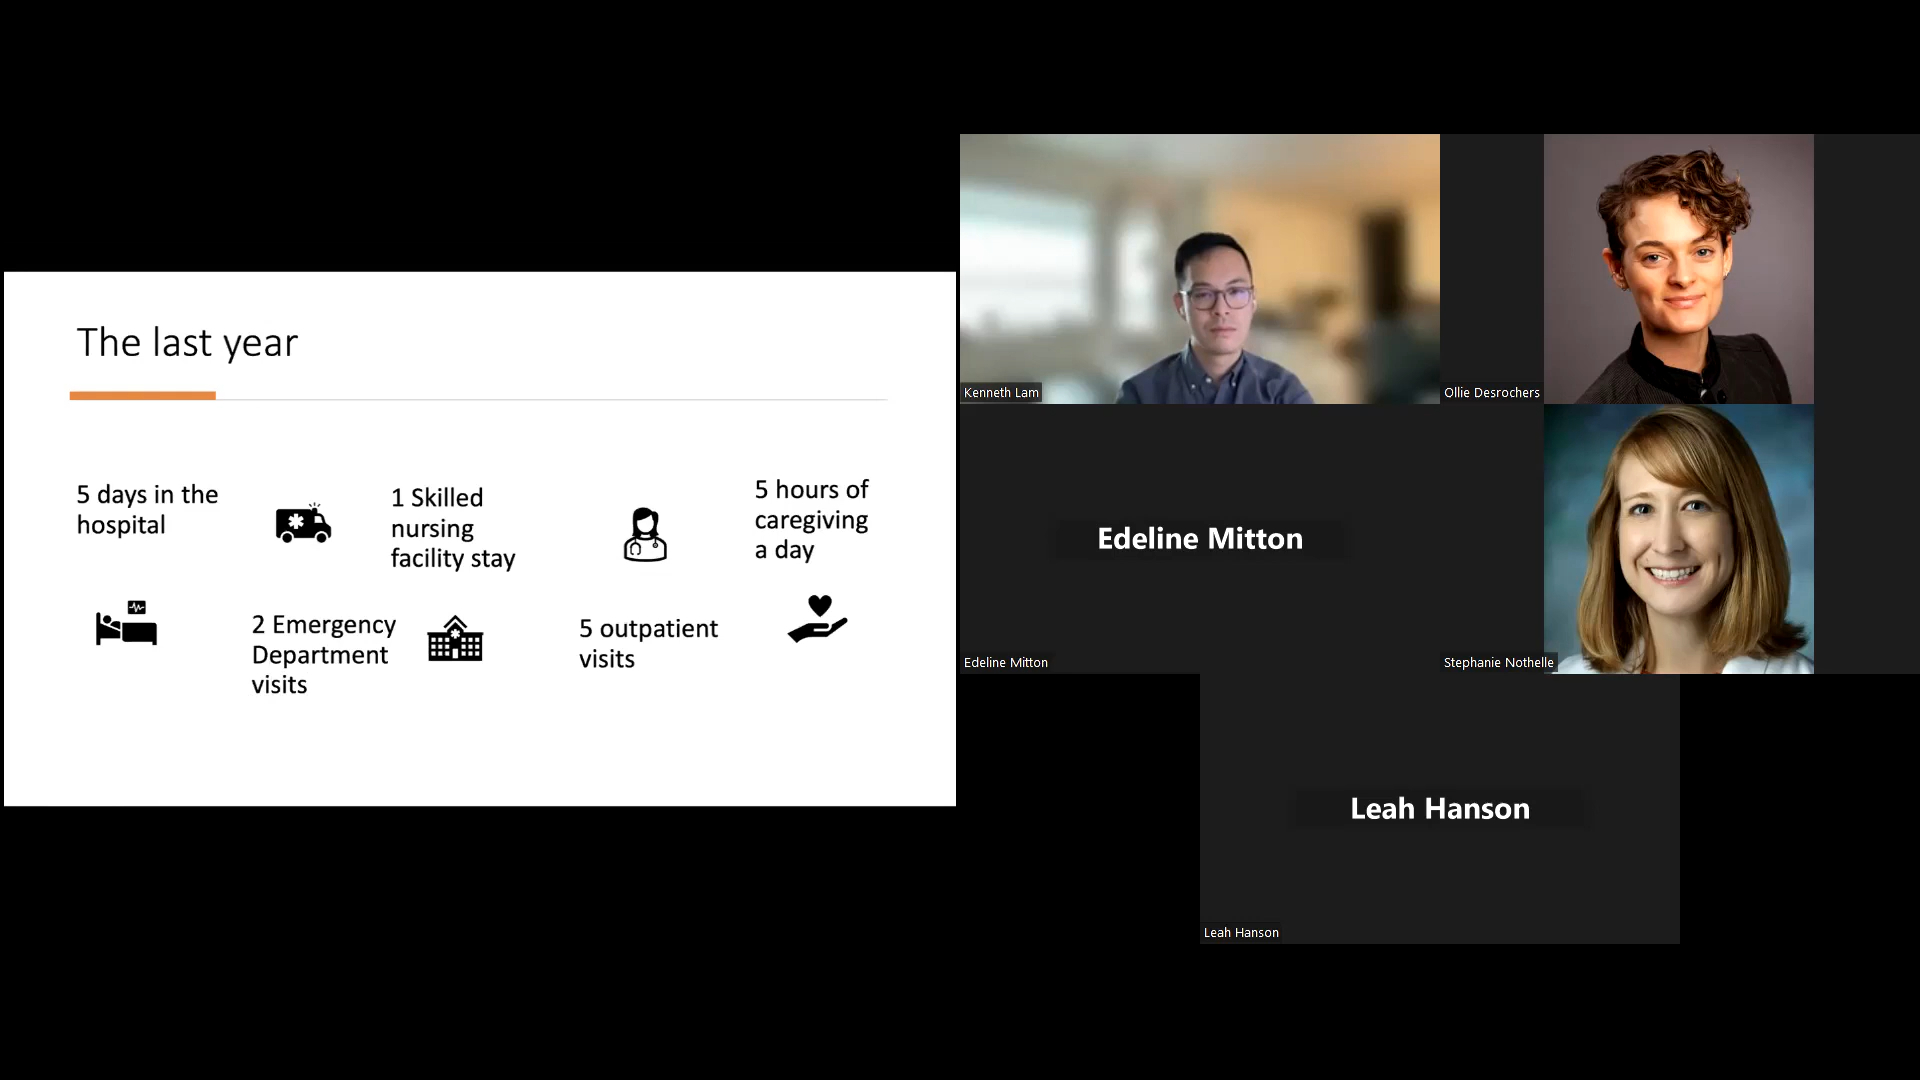 The last year
5 days in the
hospital
2 Emergency
Department
visits
1 Skilled
nursing
facility stay
5 outpatient
visits
5 hours of
caregiving
a day
Kenneth Lam
Ollie Desrochers
Edeline Mitton
Edeline Mitton
Stephanie Nothelle
Leah Hanson
Leah Hanson